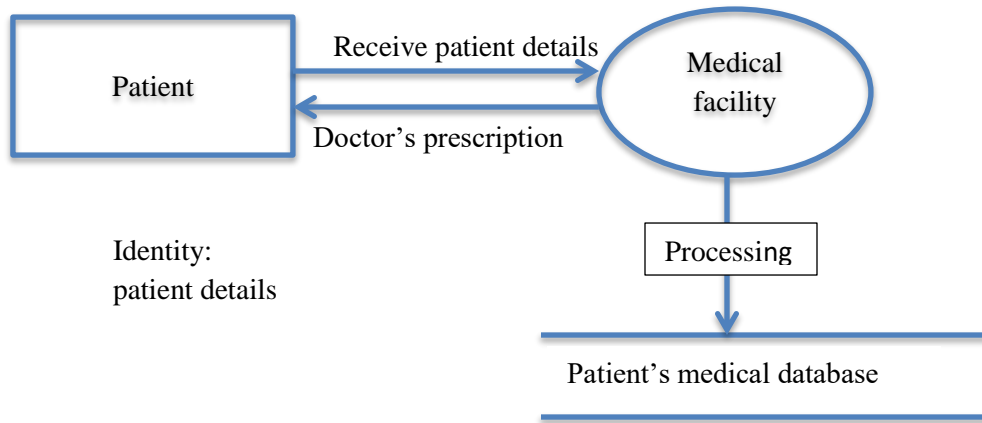 Receive patient details
Patient
Medical
facility
Doctor’s prescription
Identity:
patient details
Processing
Patient’s medical database